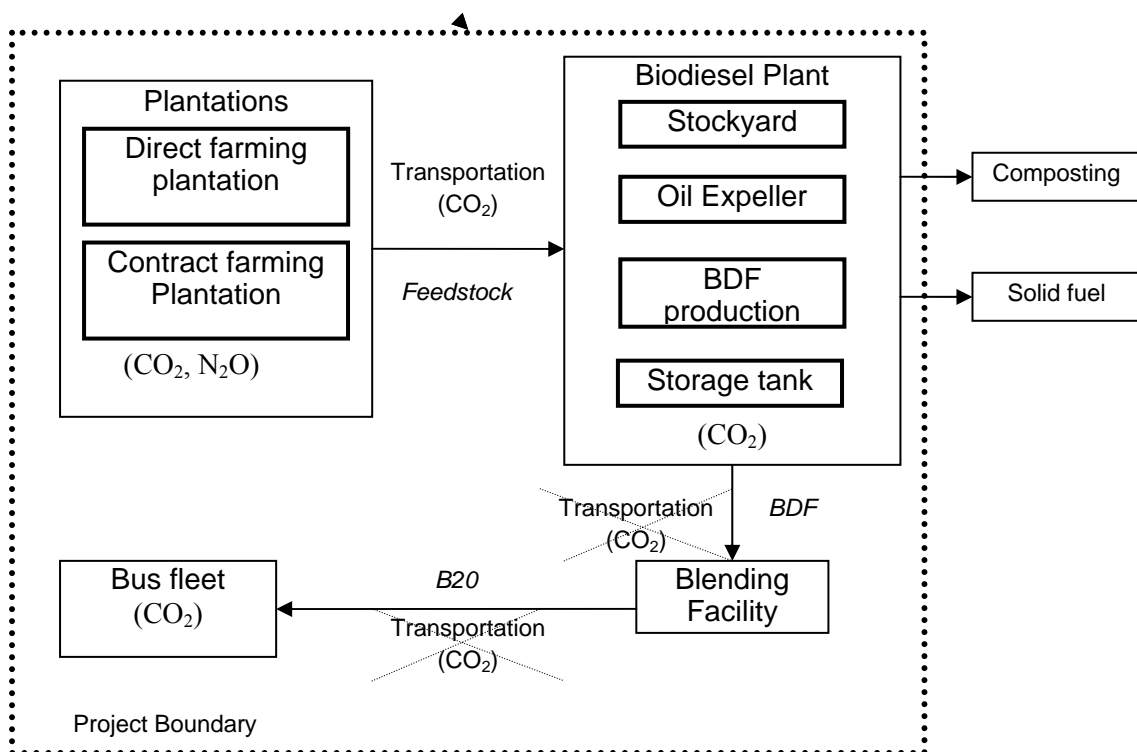 Plantations
Direct farming
plantation
Contract farming
Plantation
(CO₂, N₂O)
Transportation
(CO₂)
Feedstock
Biodiesel Plant
Stockyard
Oil Expeller
BDF
production
Storage tank
(CO₂)
Composting
Solid fuel
Transportation
(CO₂)
BDF
Blending
Facility
B20
Transportation
(CO₂)
Bus fleet
(CO₂)
Project Boundary